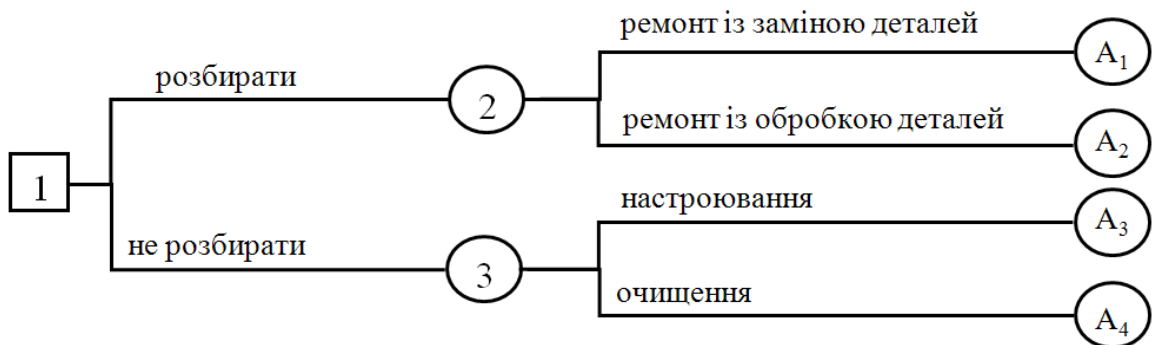 ремонт із заміною деталей
A1
розбирати
2
ремонт із обробкою деталей
A2
1
настроювання
A3
не розбирати
3
очищення
A4